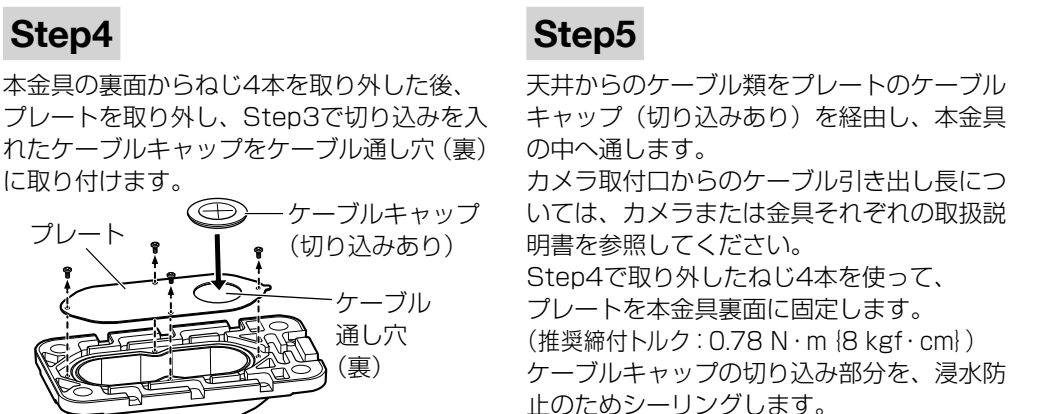 Step4
本金具の裏面からねじ4本を取り外した後、
プレートを取り外し、Step3で切り込みを入
れたケーブルキャップをケーブル通し穴(裏)
に取り付けます。
プレート
ケーブルキャップ
(切り込みあり)
ケーブル
通し穴
(裏)
Step5
天井からのケーブル類をプレートのケーブル
キャップ(切り込みあり)を経由し、本金具
の中へ通します。
カメラ取付口からのケーブル引き出し長につ
いては、カメラまたは金具それぞれの取扱説
明書を参照してください。
Step4で取り外したねじ4本を使って、
プレートを本金具裏面に固定します。
(推奨締付トルク:0.78 N・m {8 kgf・cm})
ケーブルキャップの切り込み部分を、浸水防
止のためシーリングします。